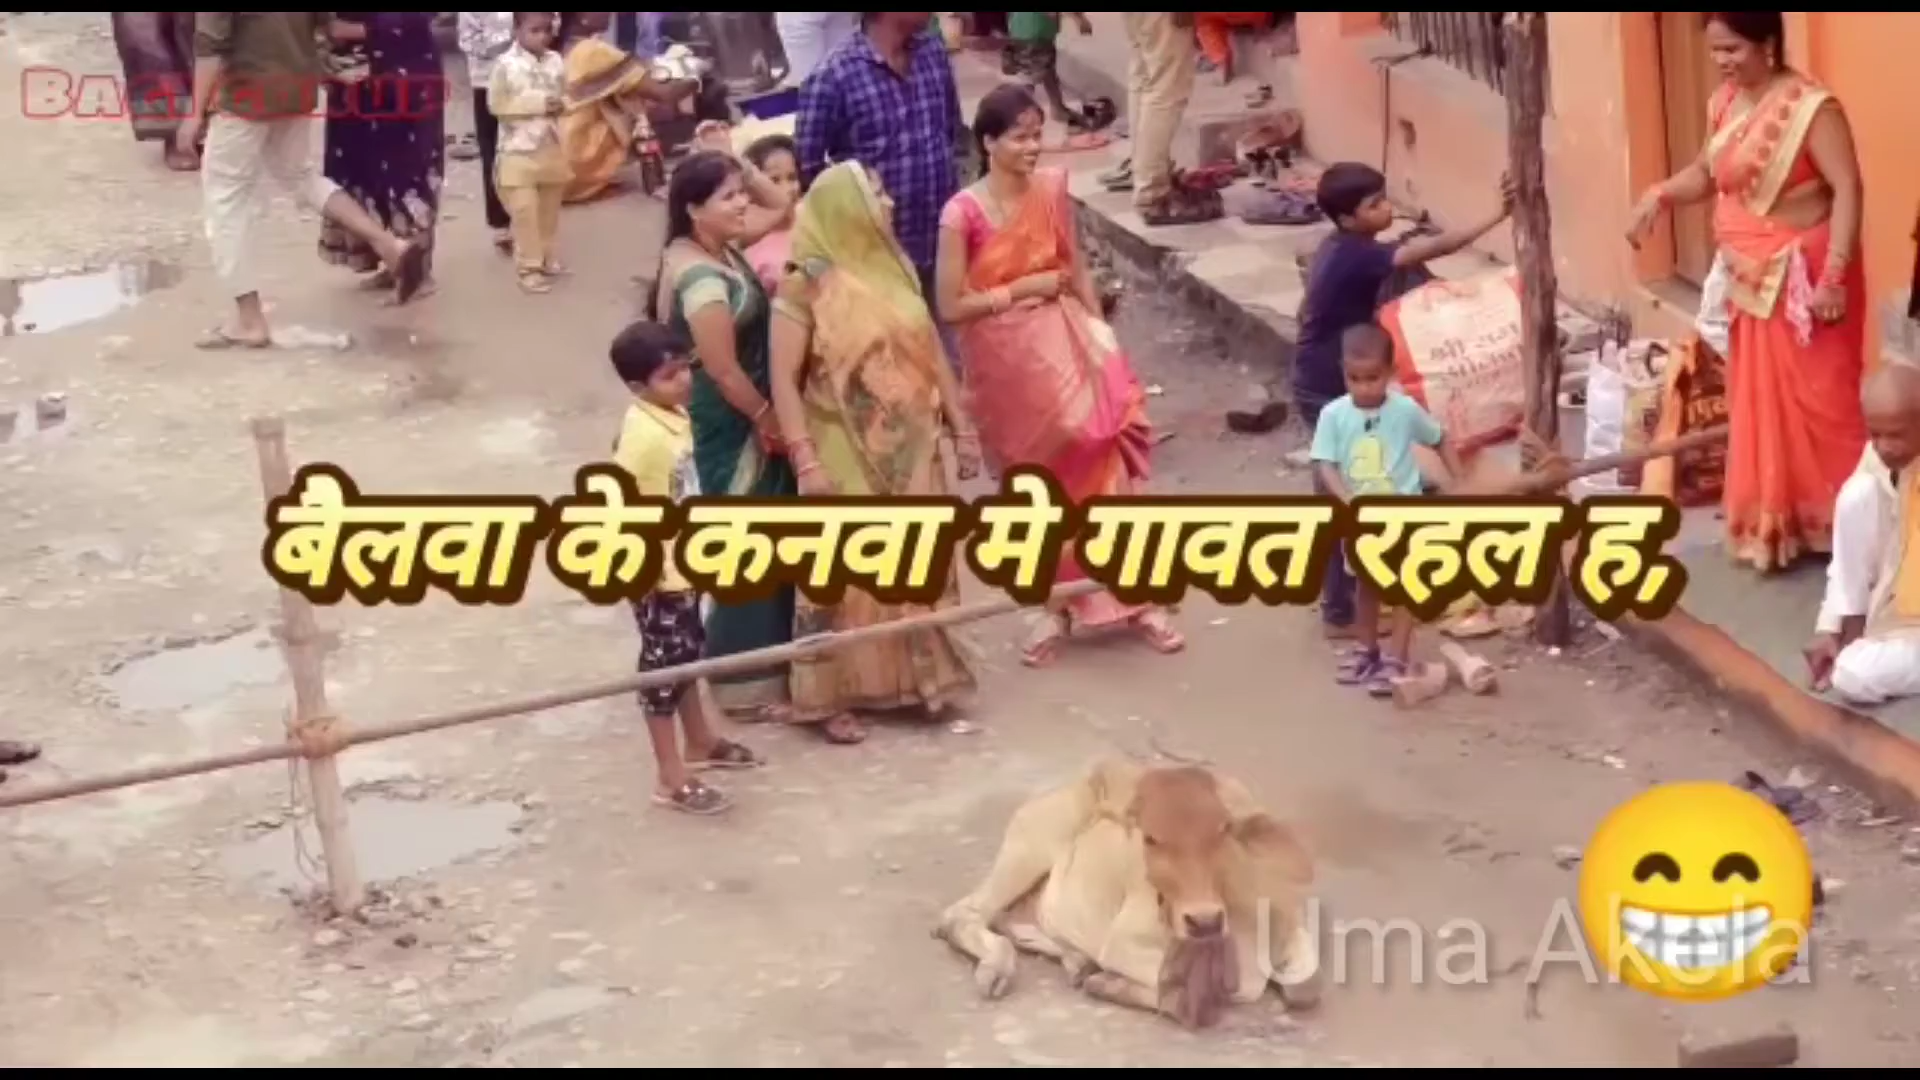 बैलवा के कनवा मे गावत रहल ह,
श्री राम
Uma Akela